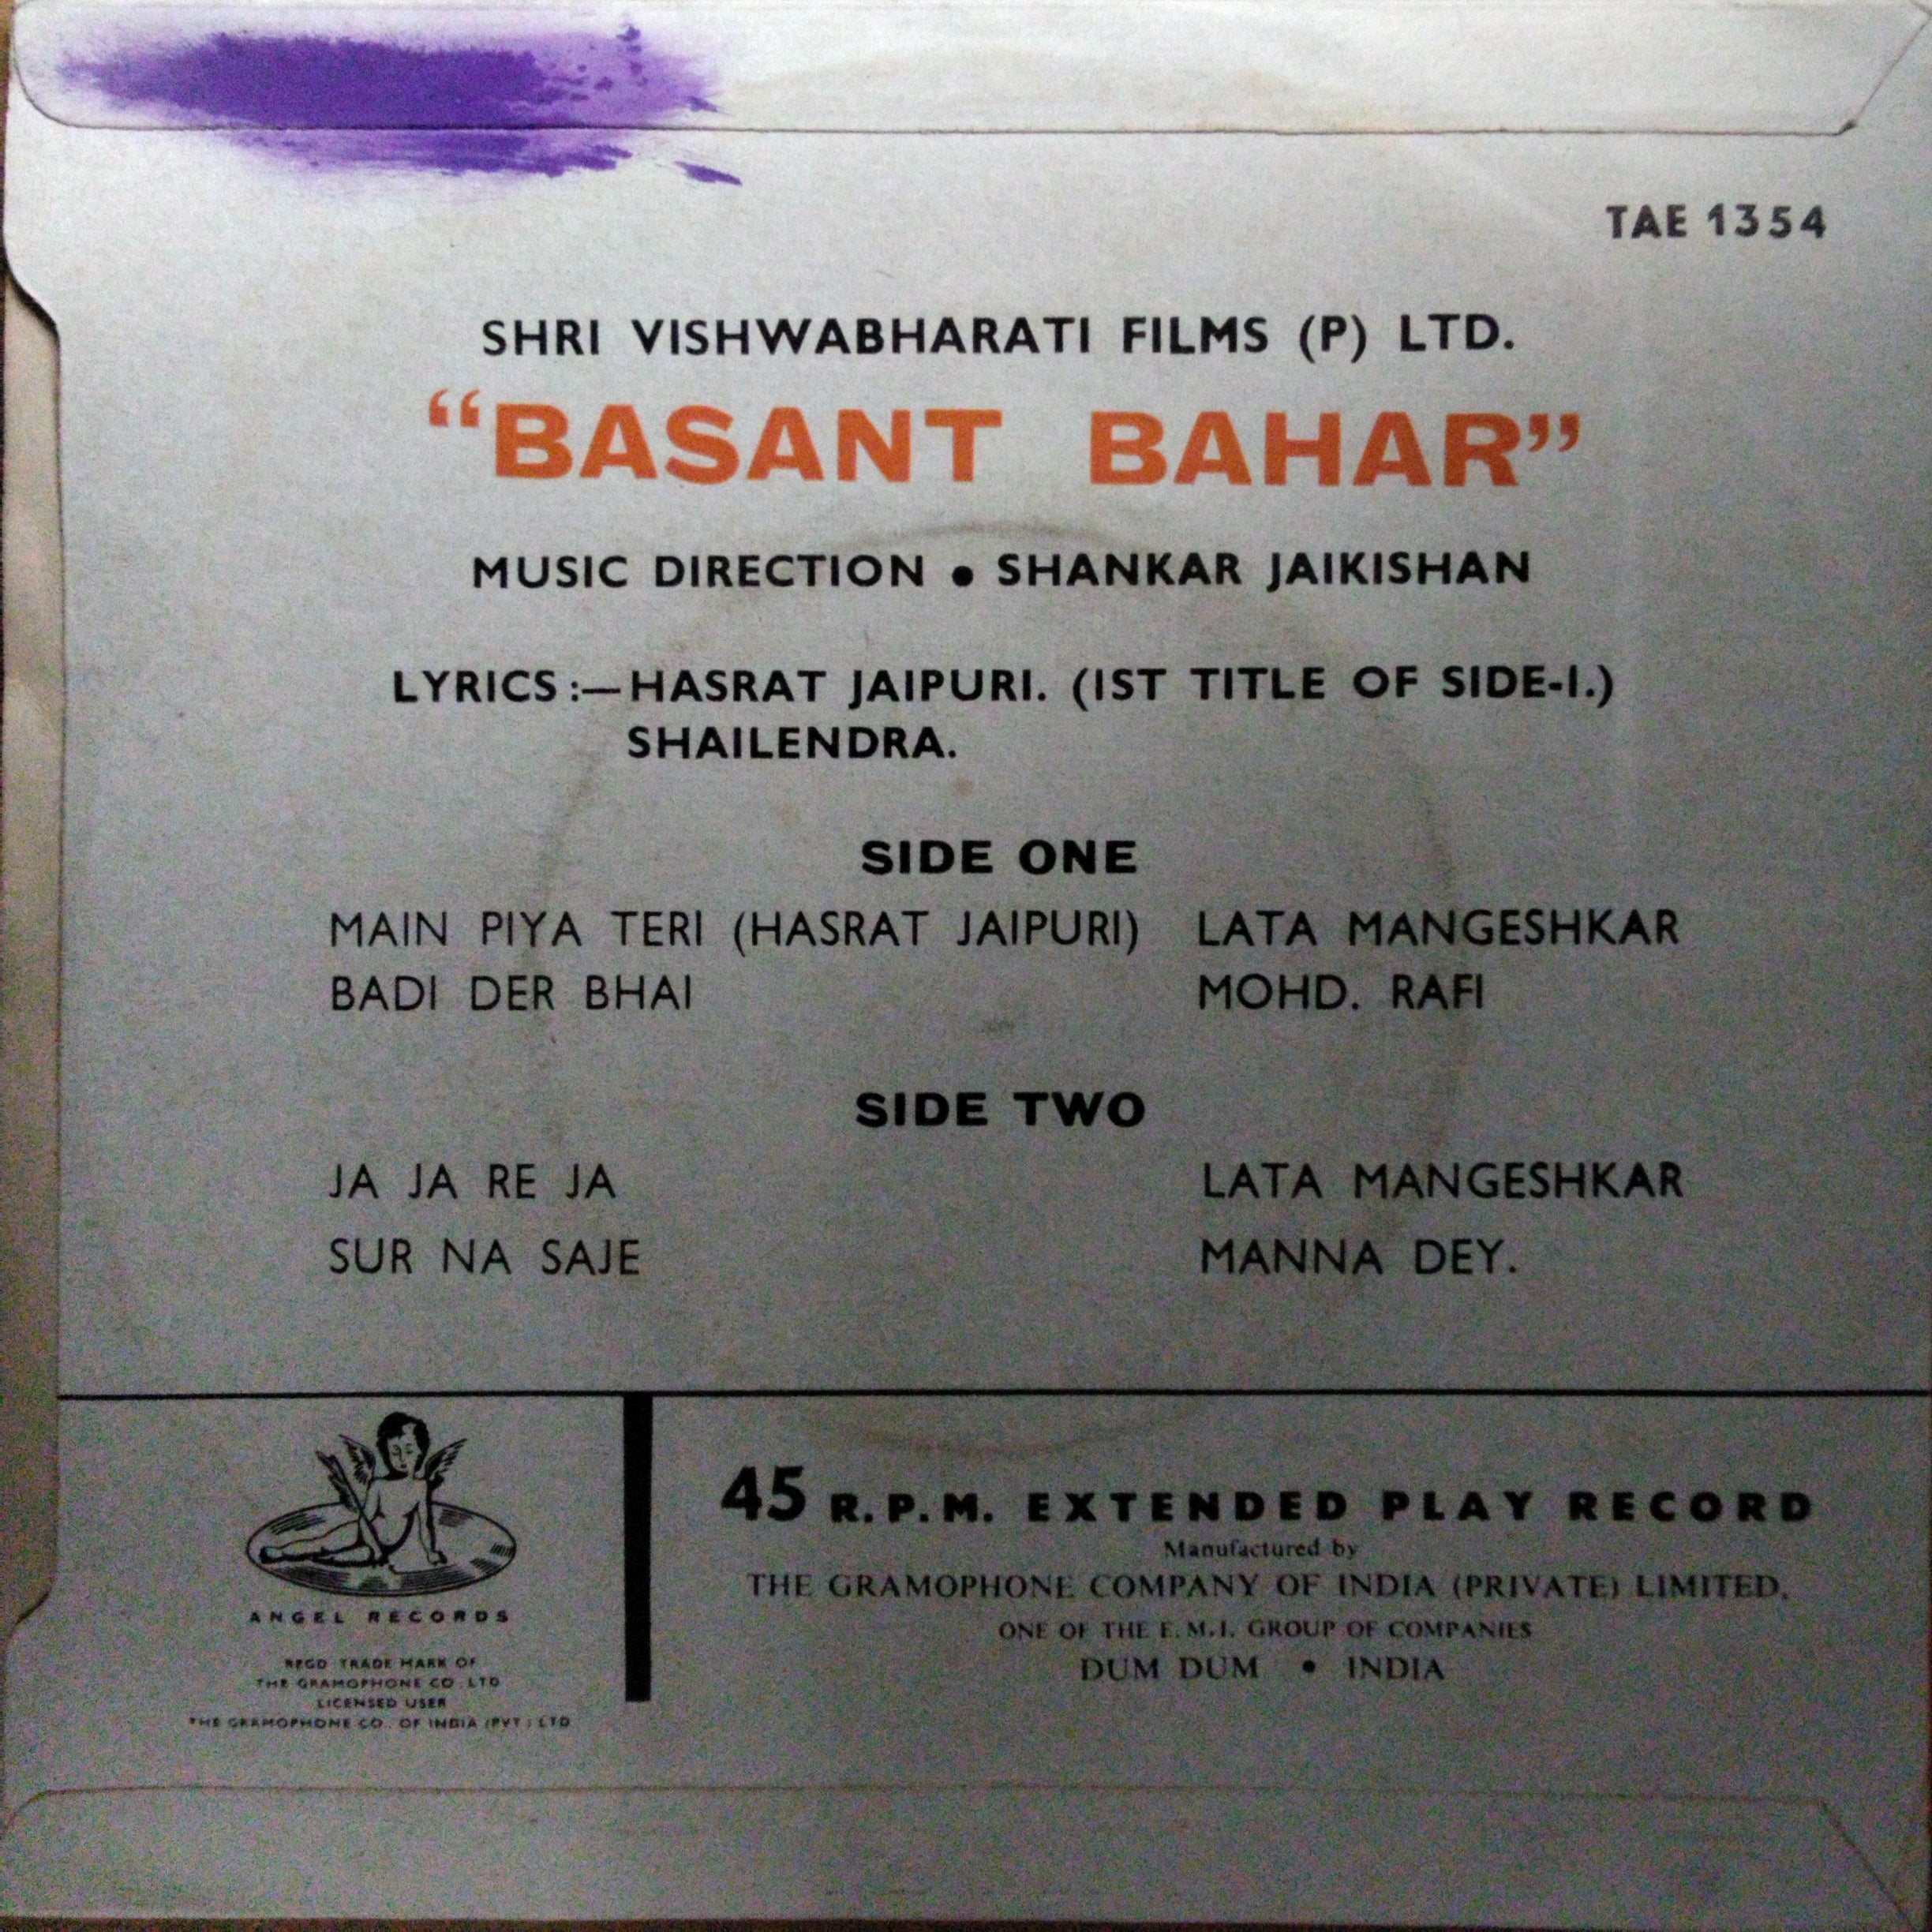 TAE 1354
SHRI VISHWABHARATI FILMS (P) LTD.
“BASANT BAHAR”
MUSIC DIRECTION • SHANKAR JAIKISHAN
LYRICS :—HASRAT JAIPURI. (IST TITLE OF SIDE-I.)
SHAILENDRA.
SIDE ONE
MAIN PIYA TERI (HASRAT JAIPURI) LATA MANGESHKAR
BADI DER BHAI MOHD. RAFI
SIDE TWO
JA JA RE JA LATA MANGESHKAR
SUR NA SAJE MANNA DEY.
ANGEL RECORDS
REGD TRADE MARK OF
THE GRAMOPHONE CO. LTD
LICENSED USER
THE GRAMOPHONE CO. OF INDIA (PVT.) LTD
45 R.P.M. EXTENDED PLAY RECORD
Manufactured by
THE GRAMOPHONE COMPANY OF INDIA (PRIVATE) LIMITED,
ONE OF THE E.M.I. GROUP OF COMPANIES
DUM DUM • INDIA